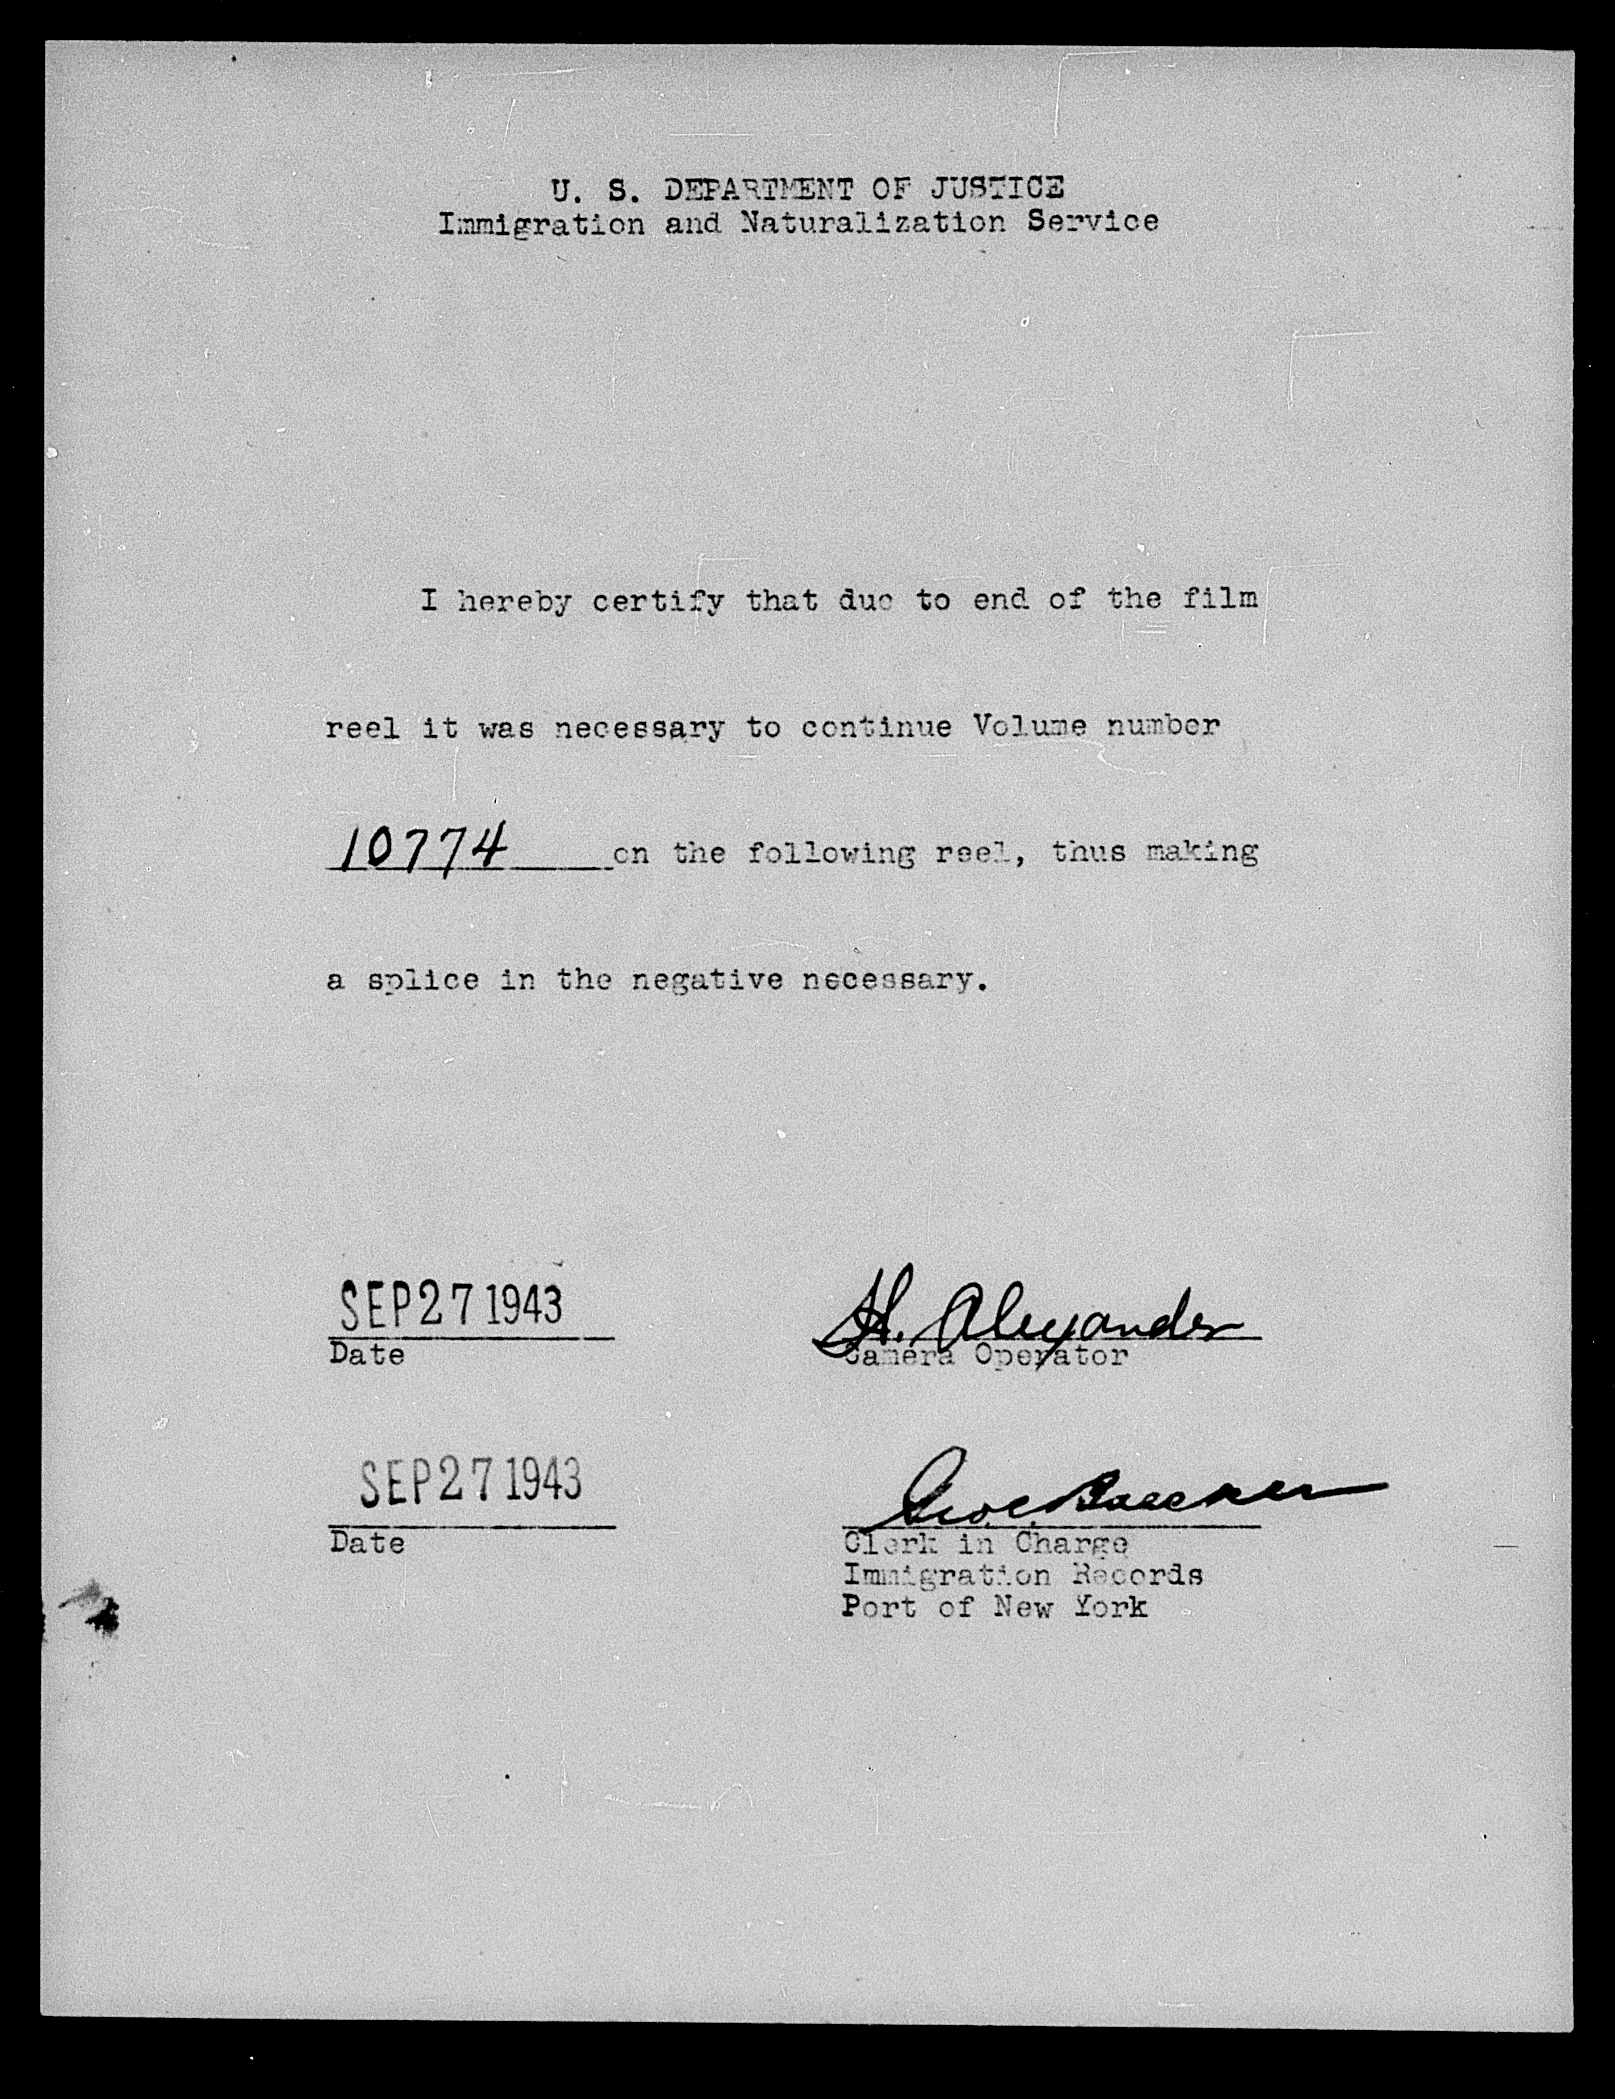 U. S. DEPARTMENT OF JUSTICE
Immigration and Naturalization Service
I hereby certify that due to end of the film
reel it was necessary to continue Volume number
10774 on the following reel, thus making
a splice in the negative necessary.
SEP 27 1943 H. Alexander
Date Camera Operator
SEP 27 1943 Geo. C.
Date Clerk in Charge
Immigration Records
Port of New York